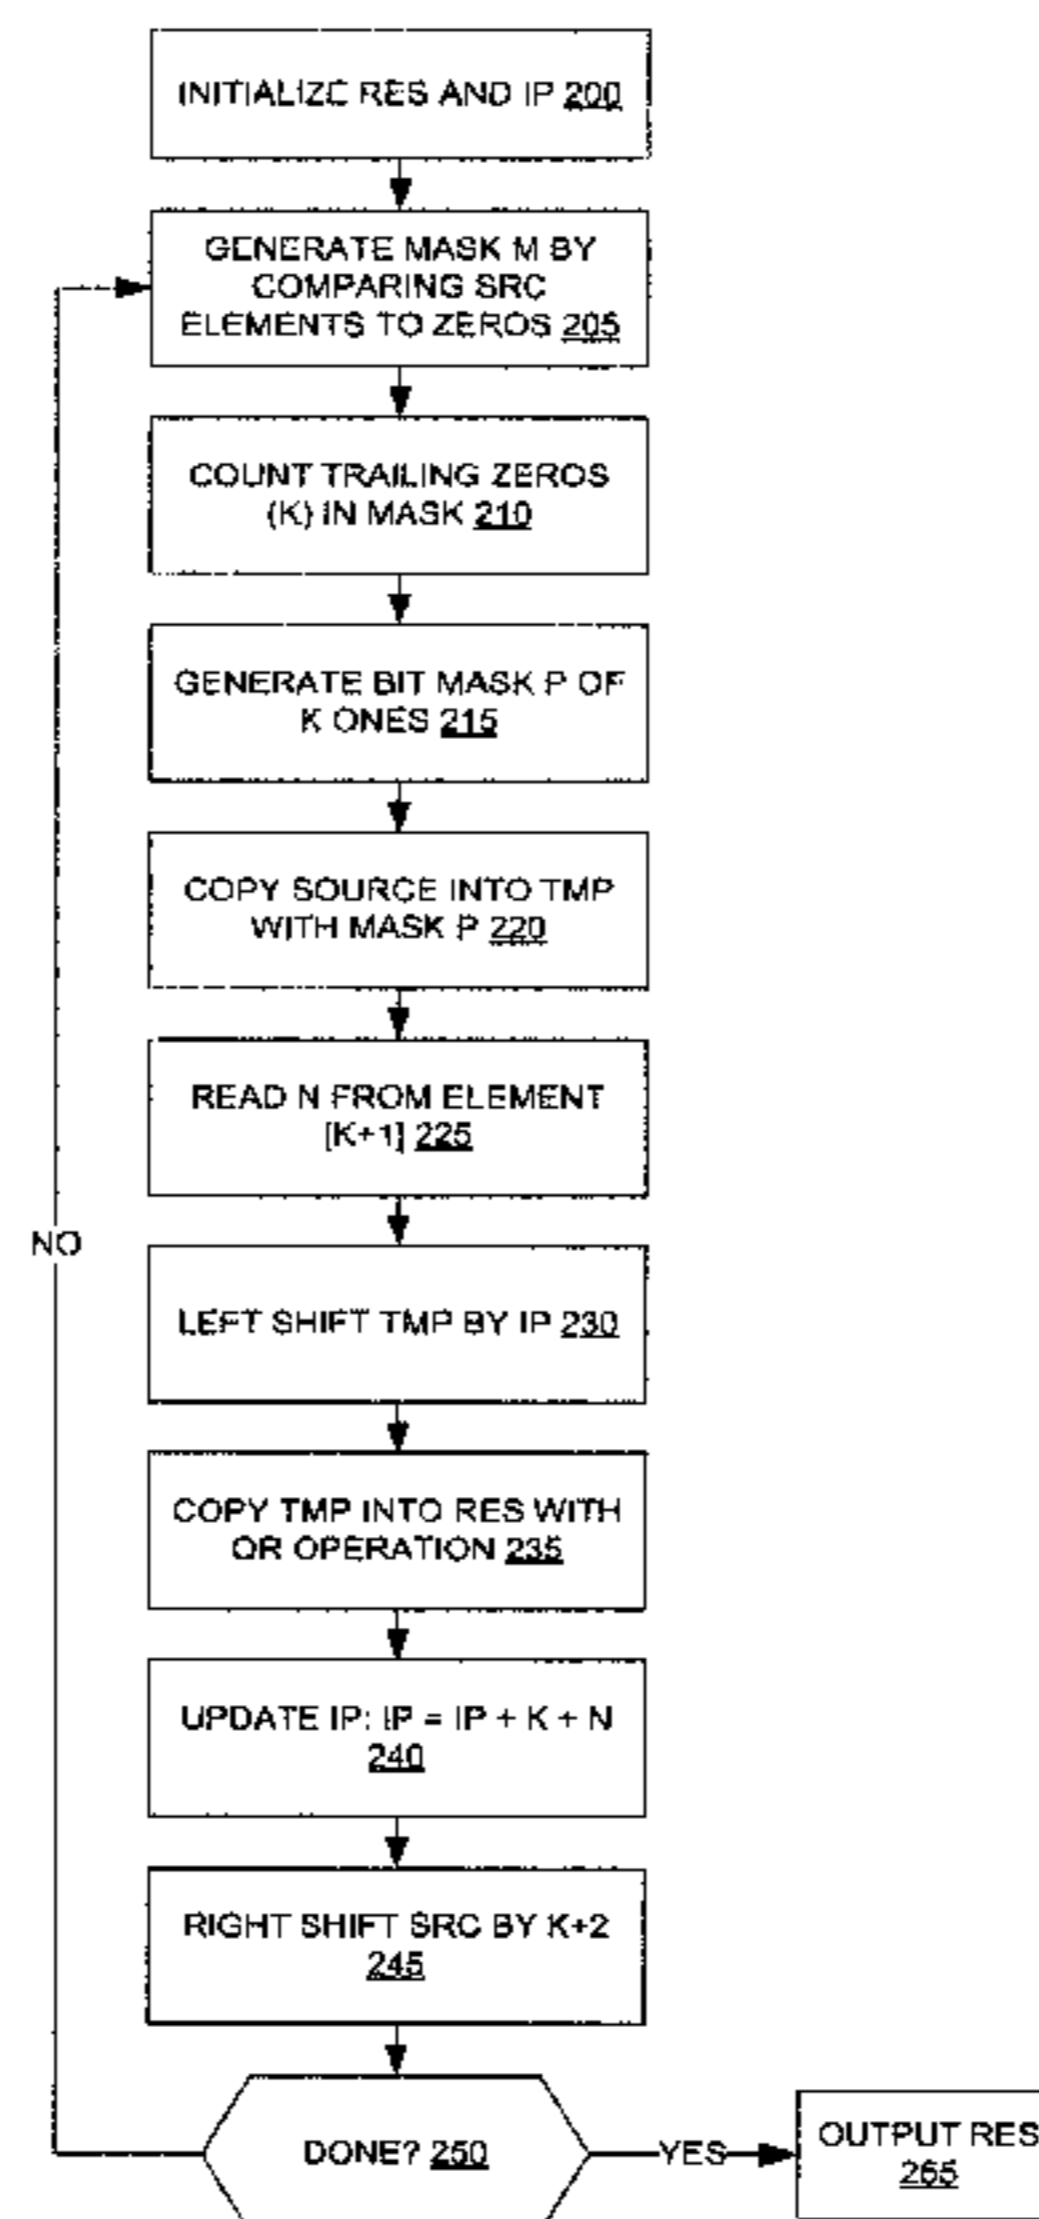 INITIALIZE RES AND IP 200
GENERATE MASK M BY
COMPARING SRC
ELEMENTS TO ZEROS 205
COUNT TRAILING ZEROS
(K) IN MASK 210
GENERATE BIT MASK P OF
K ONES 215
COPY SOURCE INTO TMP
WITH MASK P 220
READ N FROM ELEMENT
[K+1] 225
NO
LEFT SHIFT TMP BY IP 230
COPY TMP INTO RES WITH
OR OPERATION 235
UPDATE IP: IP = IP + K + N
240
RIGHT SHIFT SRC BY K+2
245
DONE? 250
YES
OUTPUT RES
255